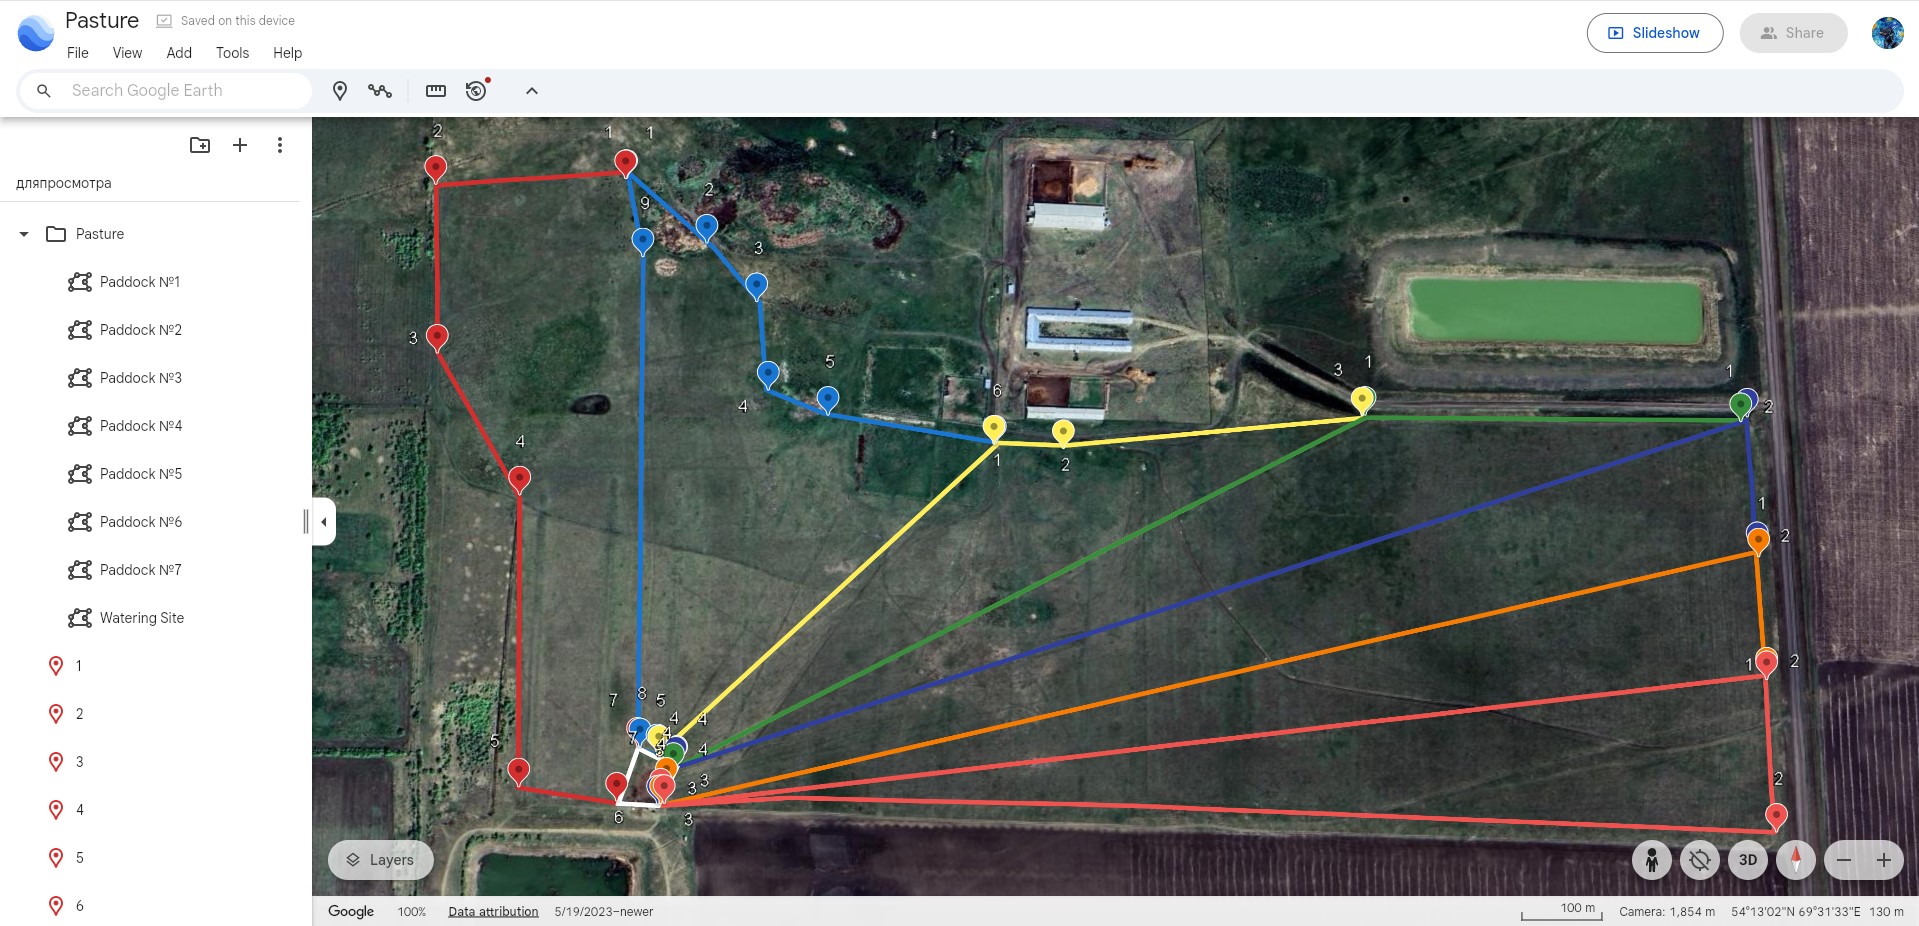 Pasture
Saved on this device
File View Add Tools Help
Slideshow
Share
Search Google Earth
дляпросмотра
Pasture
Paddock №1
Paddock №2
Paddock №3
Paddock №4
Paddock №5
Paddock №6
Paddock №7
Watering Site
1
2
3
4
5
6
2
1
1
9
2
3
3
4
5
6
3
1
1
2
4
1
2
1
2
4
5
7
8
5
4
4
7
4
4
1
2
2
3
3
6
3
Layers
3D
Google
100%
Data attribution
5/19/2023–newer
100 m
Camera: 1,854 m
54°13'02"N 69°31'33"E
130 m